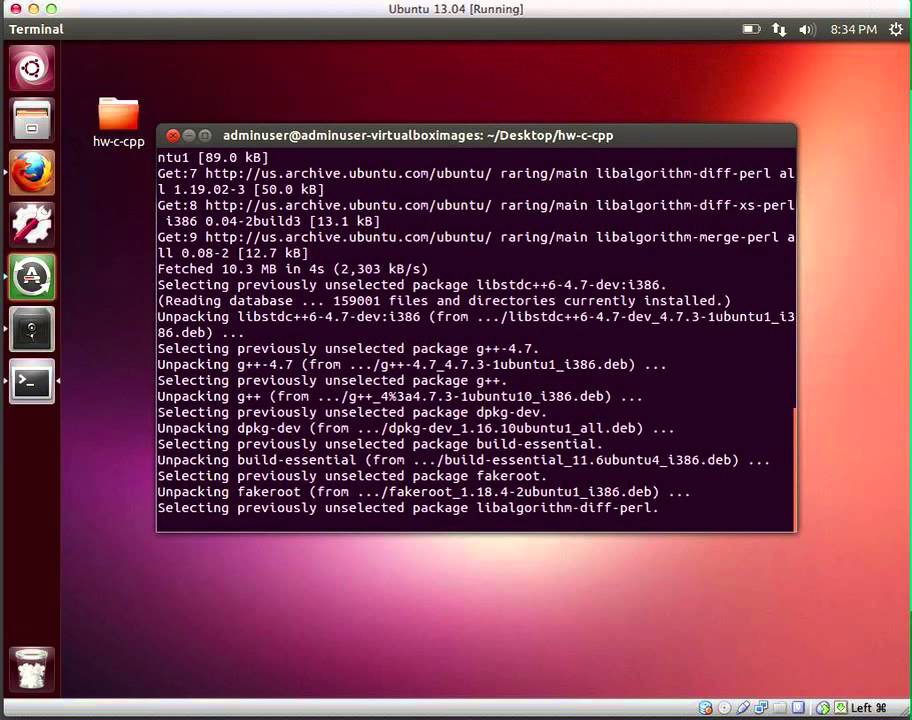 Ubuntu 13.04 [Running]
Terminal
8:34 PM
hw-c-cpp
adminuser@adminuser-virtualboximages: ~/Desktop/hw-c-cpp
ntu1 [89.0 kB]
Get:7 http://us.archive.ubuntu.com/ubuntu/ raring/main libalgorithm-diff-perl al
l 1.19.02-3 [50.0 kB]
Get:8 http://us.archive.ubuntu.com/ubuntu/ raring/main libalgorithm-diff-xs-perl
 i386 0.04-2build3 [13.1 kB]
Get:9 http://us.archive.ubuntu.com/ubuntu/ raring/main libalgorithm-merge-perl a
ll 0.08-2 [12.7 kB]
Fetched 10.3 MB in 4s (2,303 kB/s)
Selecting previously unselected package libstdc++6-4.7-dev:i386.
(Reading database ... 159001 files and directories currently installed.)
Unpacking libstdc++6-4.7-dev:i386 (from .../libstdc++6-4.7-dev_4.7.3-1ubuntu1_i3
86.deb) ...
Selecting previously unselected package g++-4.7.
Unpacking g++-4.7 (from .../g++-4.7_4.7.3-1ubuntu1_i386.deb) ...
Selecting previously unselected package g++.
Unpacking g++ (from .../g++_4%3a4.7.3-1ubuntu10_i386.deb) ...
Selecting previously unselected package dpkg-dev.
Unpacking dpkg-dev (from .../dpkg-dev_1.16.10ubuntu1_all.deb) ...
Selecting previously unselected package build-essential.
Unpacking build-essential (from .../build-essential_11.6ubuntu4_i386.deb) ...
Selecting previously unselected package fakeroot.
Unpacking fakeroot (from .../fakeroot_1.18.4-2ubuntu1_i386.deb) ...
Selecting previously unselected package libalgorithm-diff-perl.
Left ⌘